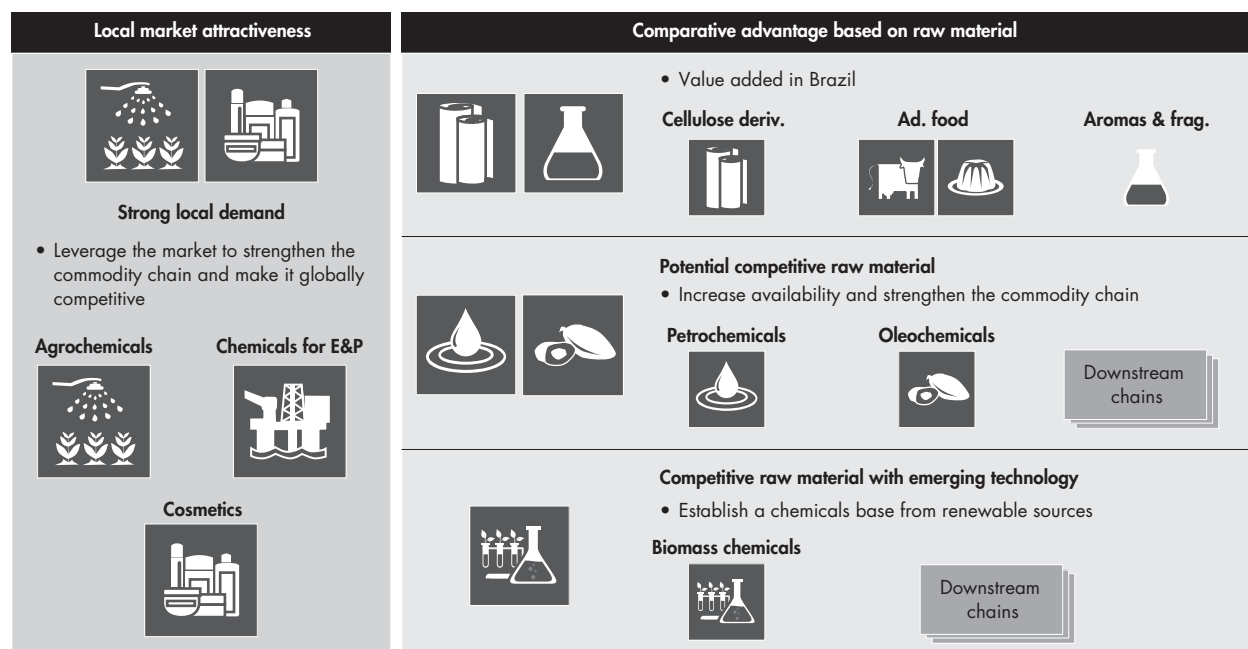 Local market attractiveness
Strong local demand
• Leverage the market to strengthen the
commodity chain and make it globally
competitive
Agrochemicals
Chemicals for E&P
Cosmetics
Comparative advantage based on raw material
• Value added in Brazil
Cellulose deriv.
Ad. food
Aromas & frag.
Potential competitive raw material
• Increase availability and strengthen the commodity chain
Petrochemicals
Oleochemicals
Downstream
chains
Competitive raw material with emerging technology
• Establish a chemicals base from renewable sources
Biomass chemicals
Downstream
chains